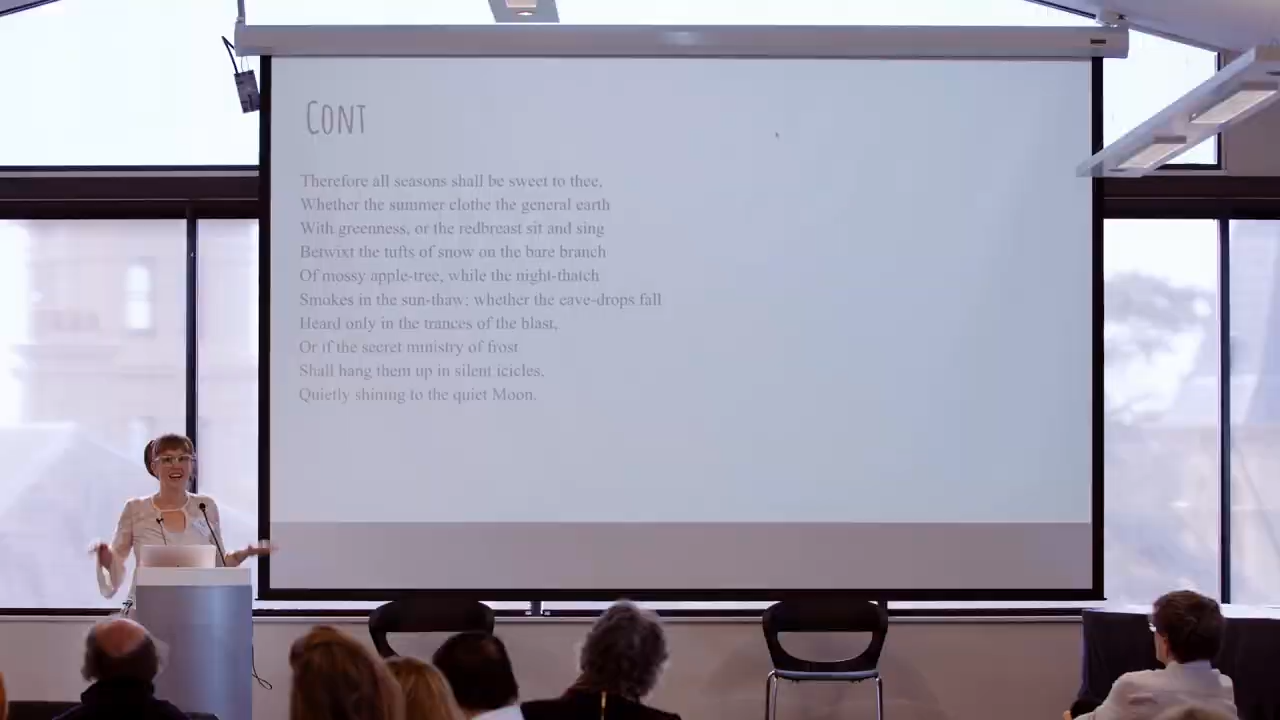 CONT
Therefore all seasons shall be sweet to thee,
Whether the summer clothe the general earth
With greenness, or the redbreast sit and sing
Betwixt the tufts of snow on the bare branch
Of mossy apple-tree, while the night-thatch
Smokes in the sun-thaw; whether the eave-drops fall
Heard only in the trances of the blast,
Or if the secret ministry of frost
Shall hang them up in silent icicles,
Quietly shining to the quiet Moon.